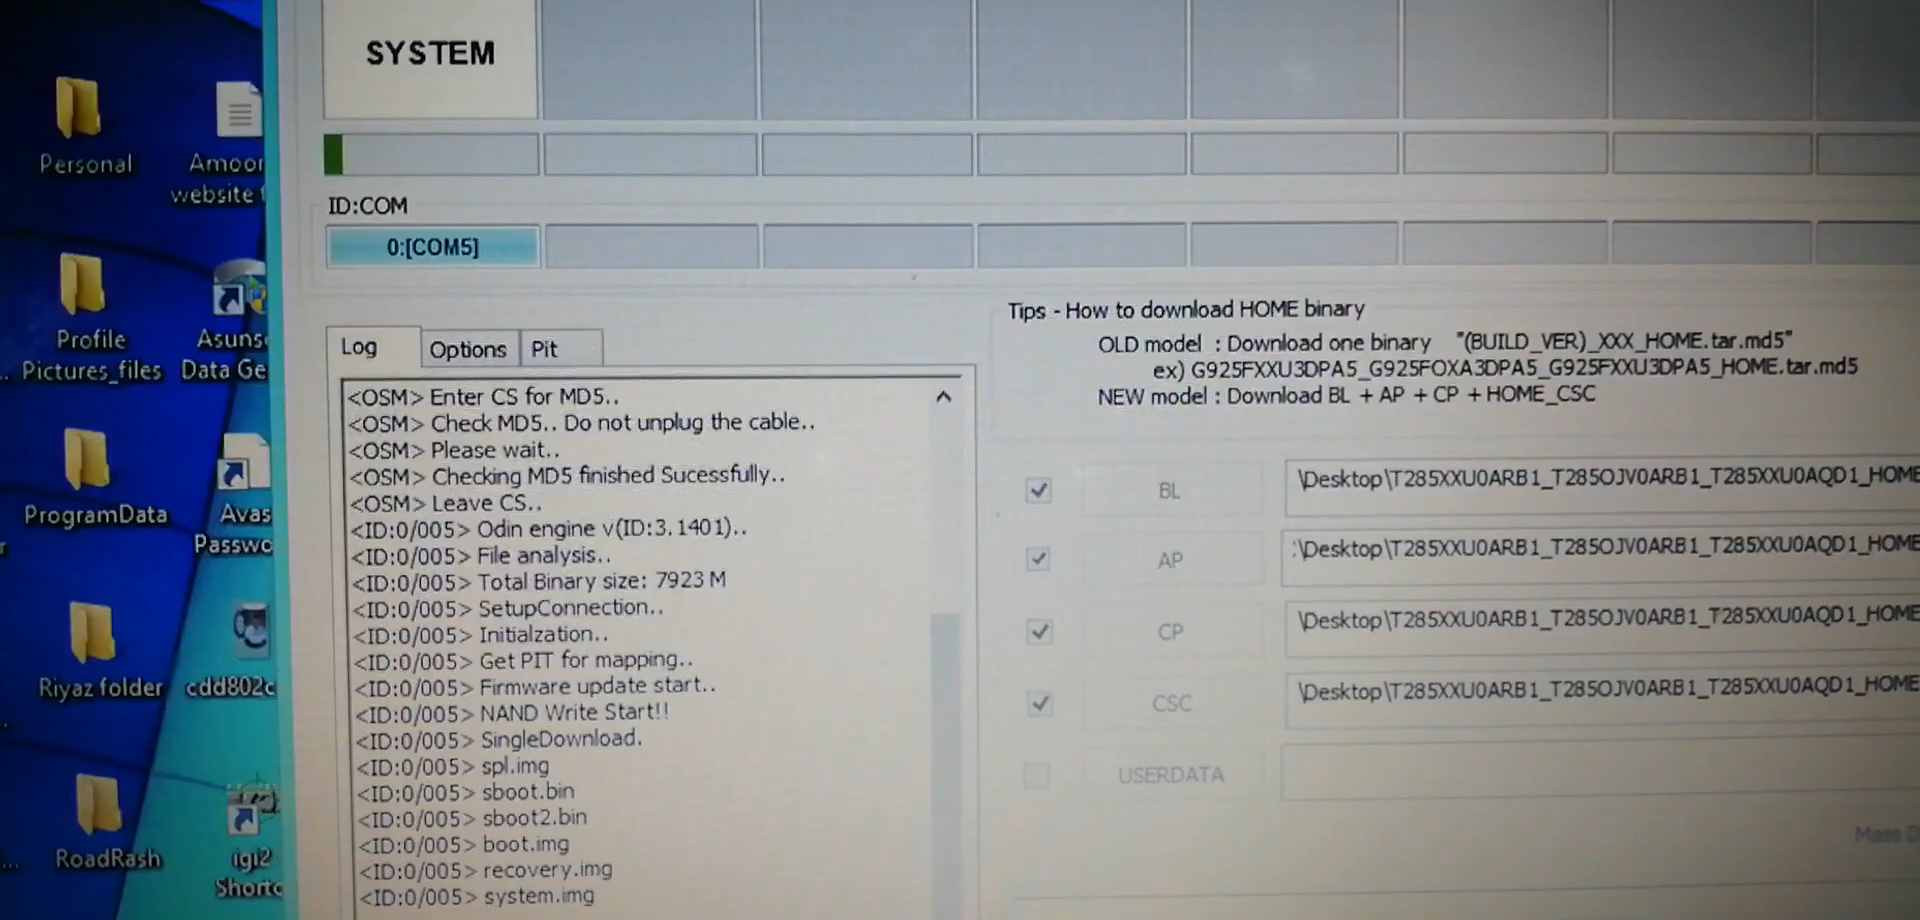 SYSTEM
Personal
Amoor
website
ID:COM
0:[COM5]
Profile
Pictures_files
Asuns
Data Ge
Tips - How to download HOME binary
OLD model : Download one binary "(BUILD_VER)_XXX_HOME.tar.md5"
ex) G925FXXU3DPA5_G925FOXA3DPA5_G925FXXU3DPA5_HOME.tar.md5
NEW model : Download BL + AP + CP + HOME_CSC
Log
Options
Pit
<OSM> Enter CS for MD5..
<OSM> Check MD5.. Do not unplug the cable..
<OSM> Please wait..
<OSM> Checking MD5 finished Sucessfully..
<OSM> Leave CS..
<ID:0/005> Odin engine v(ID:3.1401)..
<ID:0/005> File analysis..
<ID:0/005> Total Binary size: 7923 M
<ID:0/005> SetupConnection..
<ID:0/005> Initialzation..
<ID:0/005> Get PIT for mapping..
<ID:0/005> Firmware update start..
<ID:0/005> NAND Write Start!!
<ID:0/005> SingleDownload.
<ID:0/005> spl.img
<ID:0/005> sboot.bin
<ID:0/005> sboot2.bin
<ID:0/005> boot.img
<ID:0/005> recovery.img
<ID:0/005> system.img
BL
\Desktop\T285XXU0ARB1_T285OJV0ARB1_T285XXU0AQD1_HOME
AP
:\Desktop\T285XXU0ARB1_T285OJV0ARB1_T285XXU0AQD1_HOME
CP
\Desktop\T285XXU0ARB1_T285OJV0ARB1_T285XXU0AQD1_HOME
CSC
\Desktop\T285XXU0ARB1_T285OJV0ARB1_T285XXU0AQD1_HOME
USERDATA
Mass D
ProgramData
Avas
Passwo
Riyaz folder
cdd802c
RoadRash
igi2
Shortc